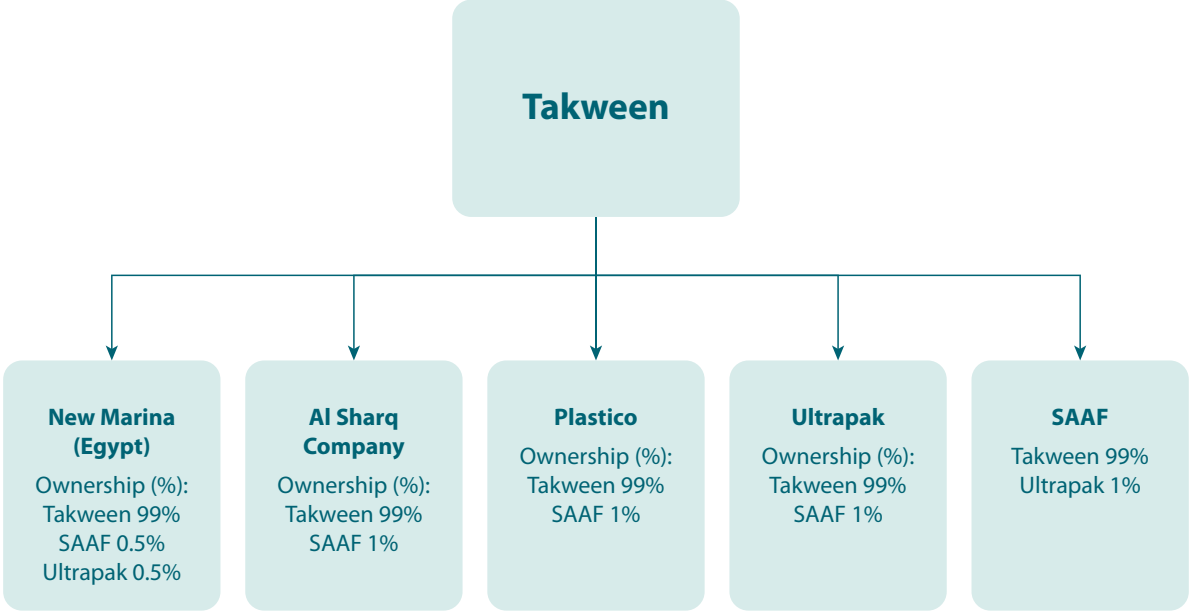 Takween
New Marina
(Egypt)
Ownership (%):
Takween 99%
SAAF 0.5%
Ultrapak 0.5%
Al Sharq
Company
Ownership (%):
Takween 99%
SAAF 1%
Plastico
Ownership (%):
Takween 99%
SAAF 1%
Ultrapak
Ownership (%):
Takween 99%
SAAF 1%
SAAF
Takween 99%
Ultrapak 1%